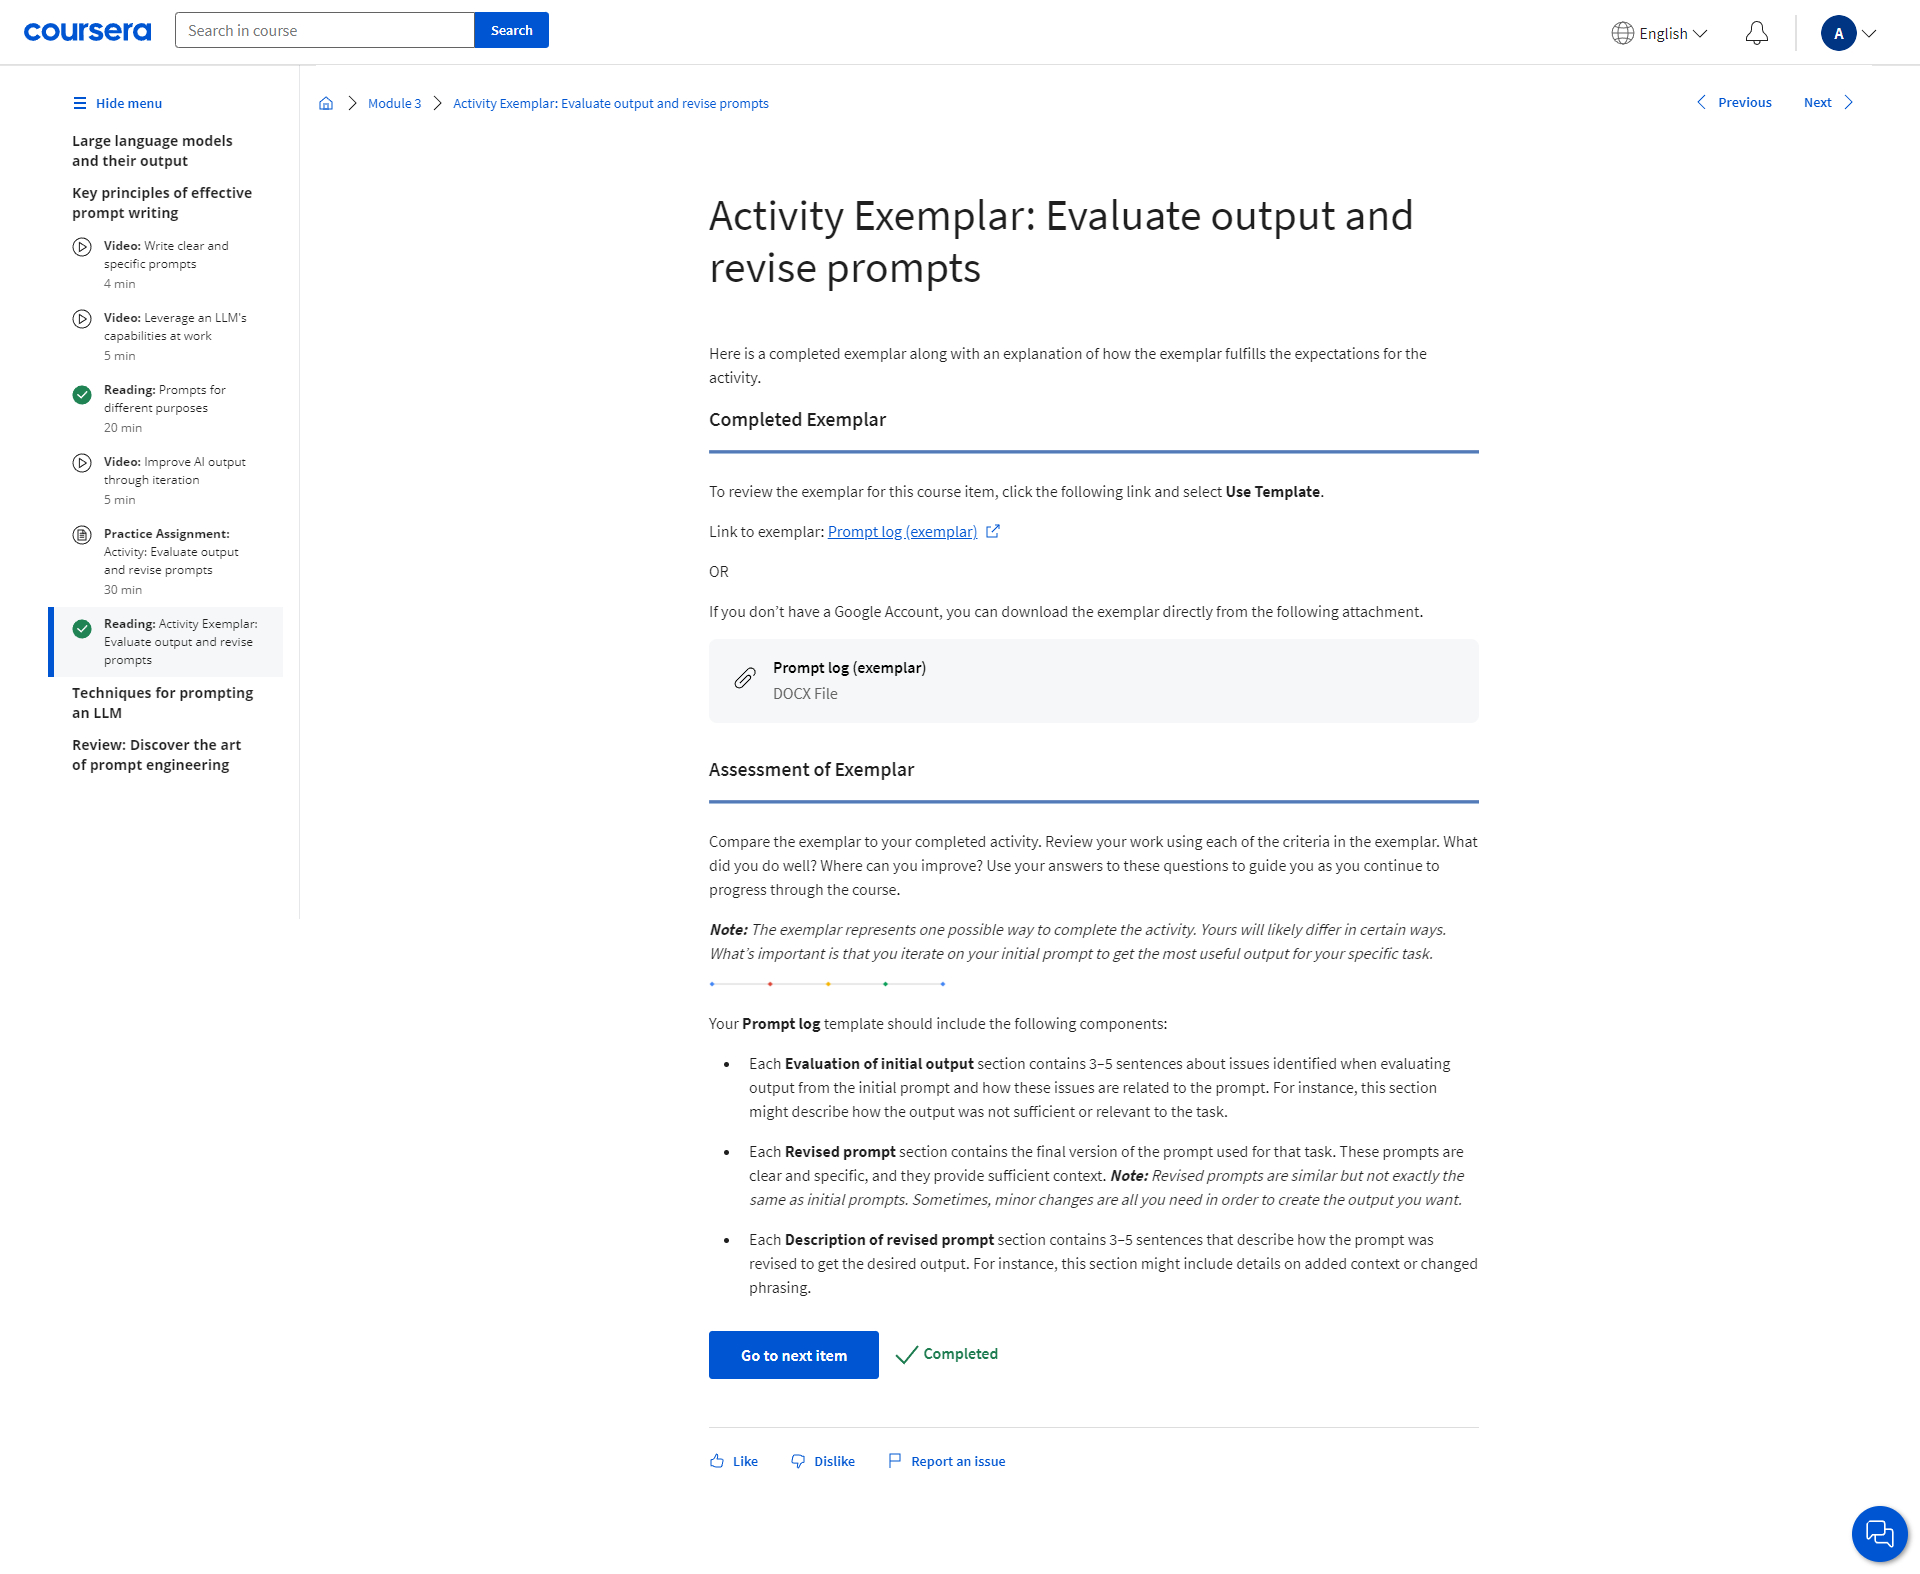 coursera
Search in course
Search
English
A
Hide menu
Large language models
and their output
Key principles of effective
prompt writing
Video: Write clear and
specific prompts
4 min
Video: Leverage an LLM's
capabilities at work
5 min
Reading: Prompts for
different purposes
20 min
Video: Improve AI output
through iteration
5 min
Practice Assignment:
Activity: Evaluate output
and revise prompts
30 min
Reading: Activity Exemplar:
Evaluate output and revise
prompts
Techniques for prompting
an LLM
Review: Discover the art
of prompt engineering
Module 3
Activity Exemplar: Evaluate output and revise prompts
Previous
Next
Activity Exemplar: Evaluate output and
revise prompts
Here is a completed exemplar along with an explanation of how the exemplar fulfills the expectations for the
activity.
Completed Exemplar
To review the exemplar for this course item, click the following link and select Use Template.
Link to exemplar: Prompt log (exemplar)
OR
If you don’t have a Google Account, you can download the exemplar directly from the following attachment.
Prompt log (exemplar)
DOCX File
Assessment of Exemplar
Compare the exemplar to your completed activity. Review your work using each of the criteria in the exemplar. What
did you do well? Where can you improve? Use your answers to these questions to guide you as you continue to
progress through the course.
Note: The exemplar represents one possible way to complete the activity. Yours will likely differ in certain ways.
What’s important is that you iterate on your initial prompt to get the most useful output for your specific task.
Your Prompt log template should include the following components:
Each Evaluation of initial output section contains 3–5 sentences about issues identified when evaluating
output from the initial prompt and how these issues are related to the prompt. For instance, this section
might describe how the output was not sufficient or relevant to the task.
Each Revised prompt section contains the final version of the prompt used for that task. These prompts are
clear and specific, and they provide sufficient context. Note: Revised prompts are similar but not exactly the
same as initial prompts. Sometimes, minor changes are all you need in order to create the output you want.
Each Description of revised prompt section contains 3–5 sentences that describe how the prompt was
revised to get the desired output. For instance, this section might include details on added context or changed
phrasing.
Go to next item
Completed
Like
Dislike
Report an issue